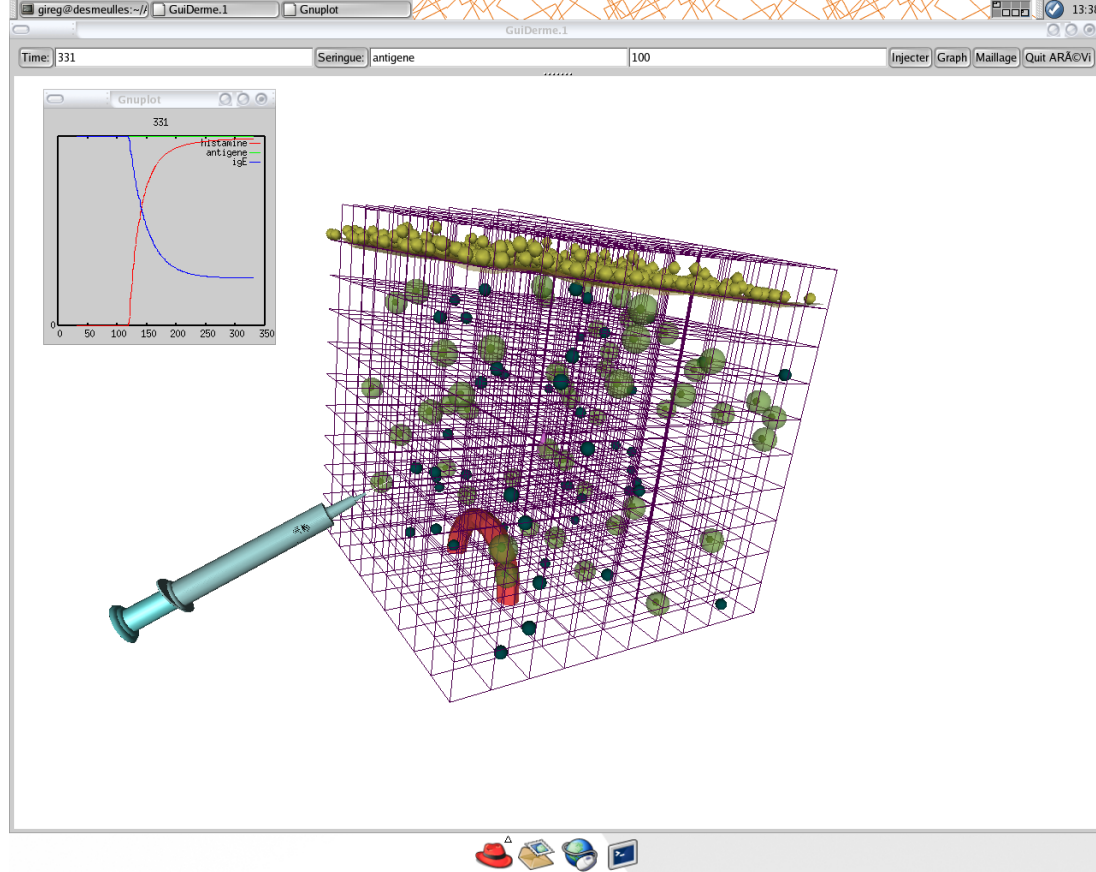 gireg@desmeulles:~// GuiDerme.1 Gnuplot 13:38
GuiDerme.1
Time: 331 Seringue: antigene 100 Injecter Graph Maillage Quit ARÃ©Vi
Gnuplot
331
histamine
antigene
igE
0
0 50 100 150 200 250 300 350